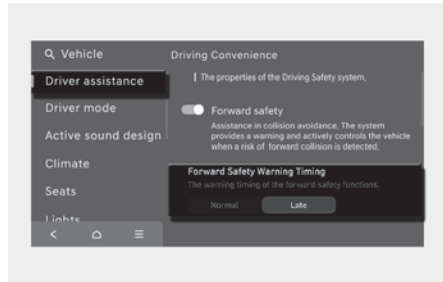 Vehicle
Driver assistance
Driver mode
Active sound design
Climate
Seats
Lights
Driving Convenience
The properties of the Driving Safety system.
Forward safety
Assistance in collision avoidance, The system
provides a warning and actively controls the vehicle
when a risk of forward collision is detected.
Forward Safety Warning Timing
The warning timing of the forward safety functions.
Normal
Late